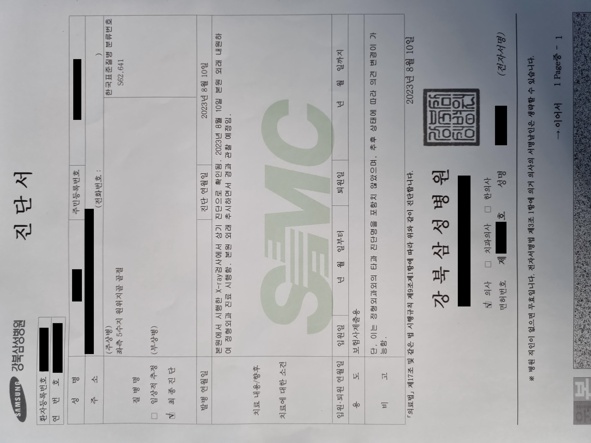 SAMSUNG 강북삼성병원
진 단 서
환자등록번호
연 번 호
성 명
주민등록번호
주 소
(전화번호: )
질 병 명
□ 임상적 추정
☑ 최 종 진 단
(주상병)
좌측 5수지 원위지골 골절
(부상병)
한국표준질병 분류번호
S62.641
발병 연월일
진단 연월일
2023년 8월 10일
치료 내용/향후
치료에 대한 소견
본원에서 시행한 X-ray검사에서 상기 진단으로 확인됨. 2023년 8월 10일 본원 외래 내원하
여 정형외과 진료 시행함. 본원 외래 추시하면서 경과 관찰 예정임.
SMC
입원·퇴원 연월일
입원일 년 월 일부터
퇴원일 년 월 일까지
용 도
보험사제출용
비 고
단, 이는 정형외과외의 타과 진단명을 포함치 않았으며, 추후 상태에 따라 의견 변경이 가
능함.
「의료법」 제17조 및 같은 법 시행규칙 제9조제1항에 따라 위와 같이 진단합니다.
2023년 8월 10일
강 북 삼 성 병 원
☑ 의사 □ 치과의사 □ 한의사
면허번호 제 호 성명 (전자서명)
※ 병원 직인이 없으면 무효입니다. 전자서명법 제3조 1항에 의거 의사의 서명날인은 생략할 수 있습니다.
→ 이어서 1 Page중 - 1